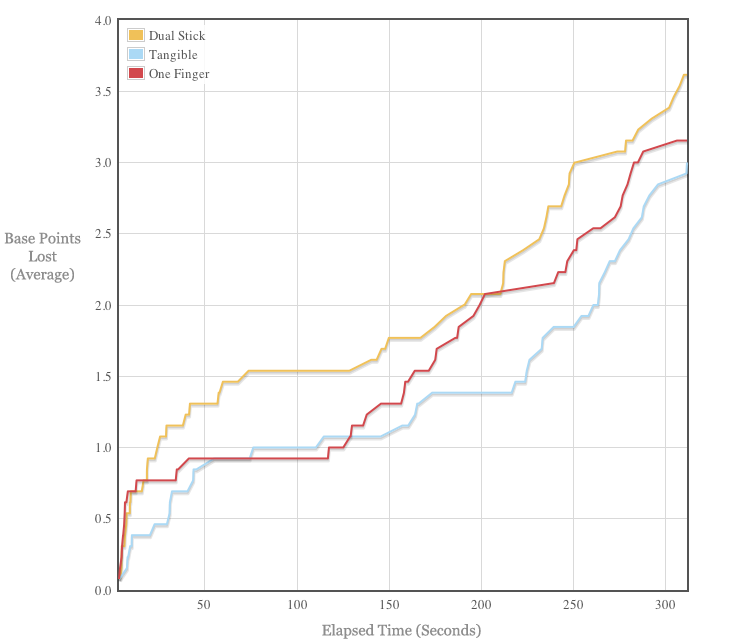 4.0
Dual Stick
Tangible
One Finger
3.5
3.0
2.5
Base Points
Lost
(Average)
2.0
1.5
1.0
0.5
0.0
50 100 150 200 250 300
Elapsed Time (Seconds)